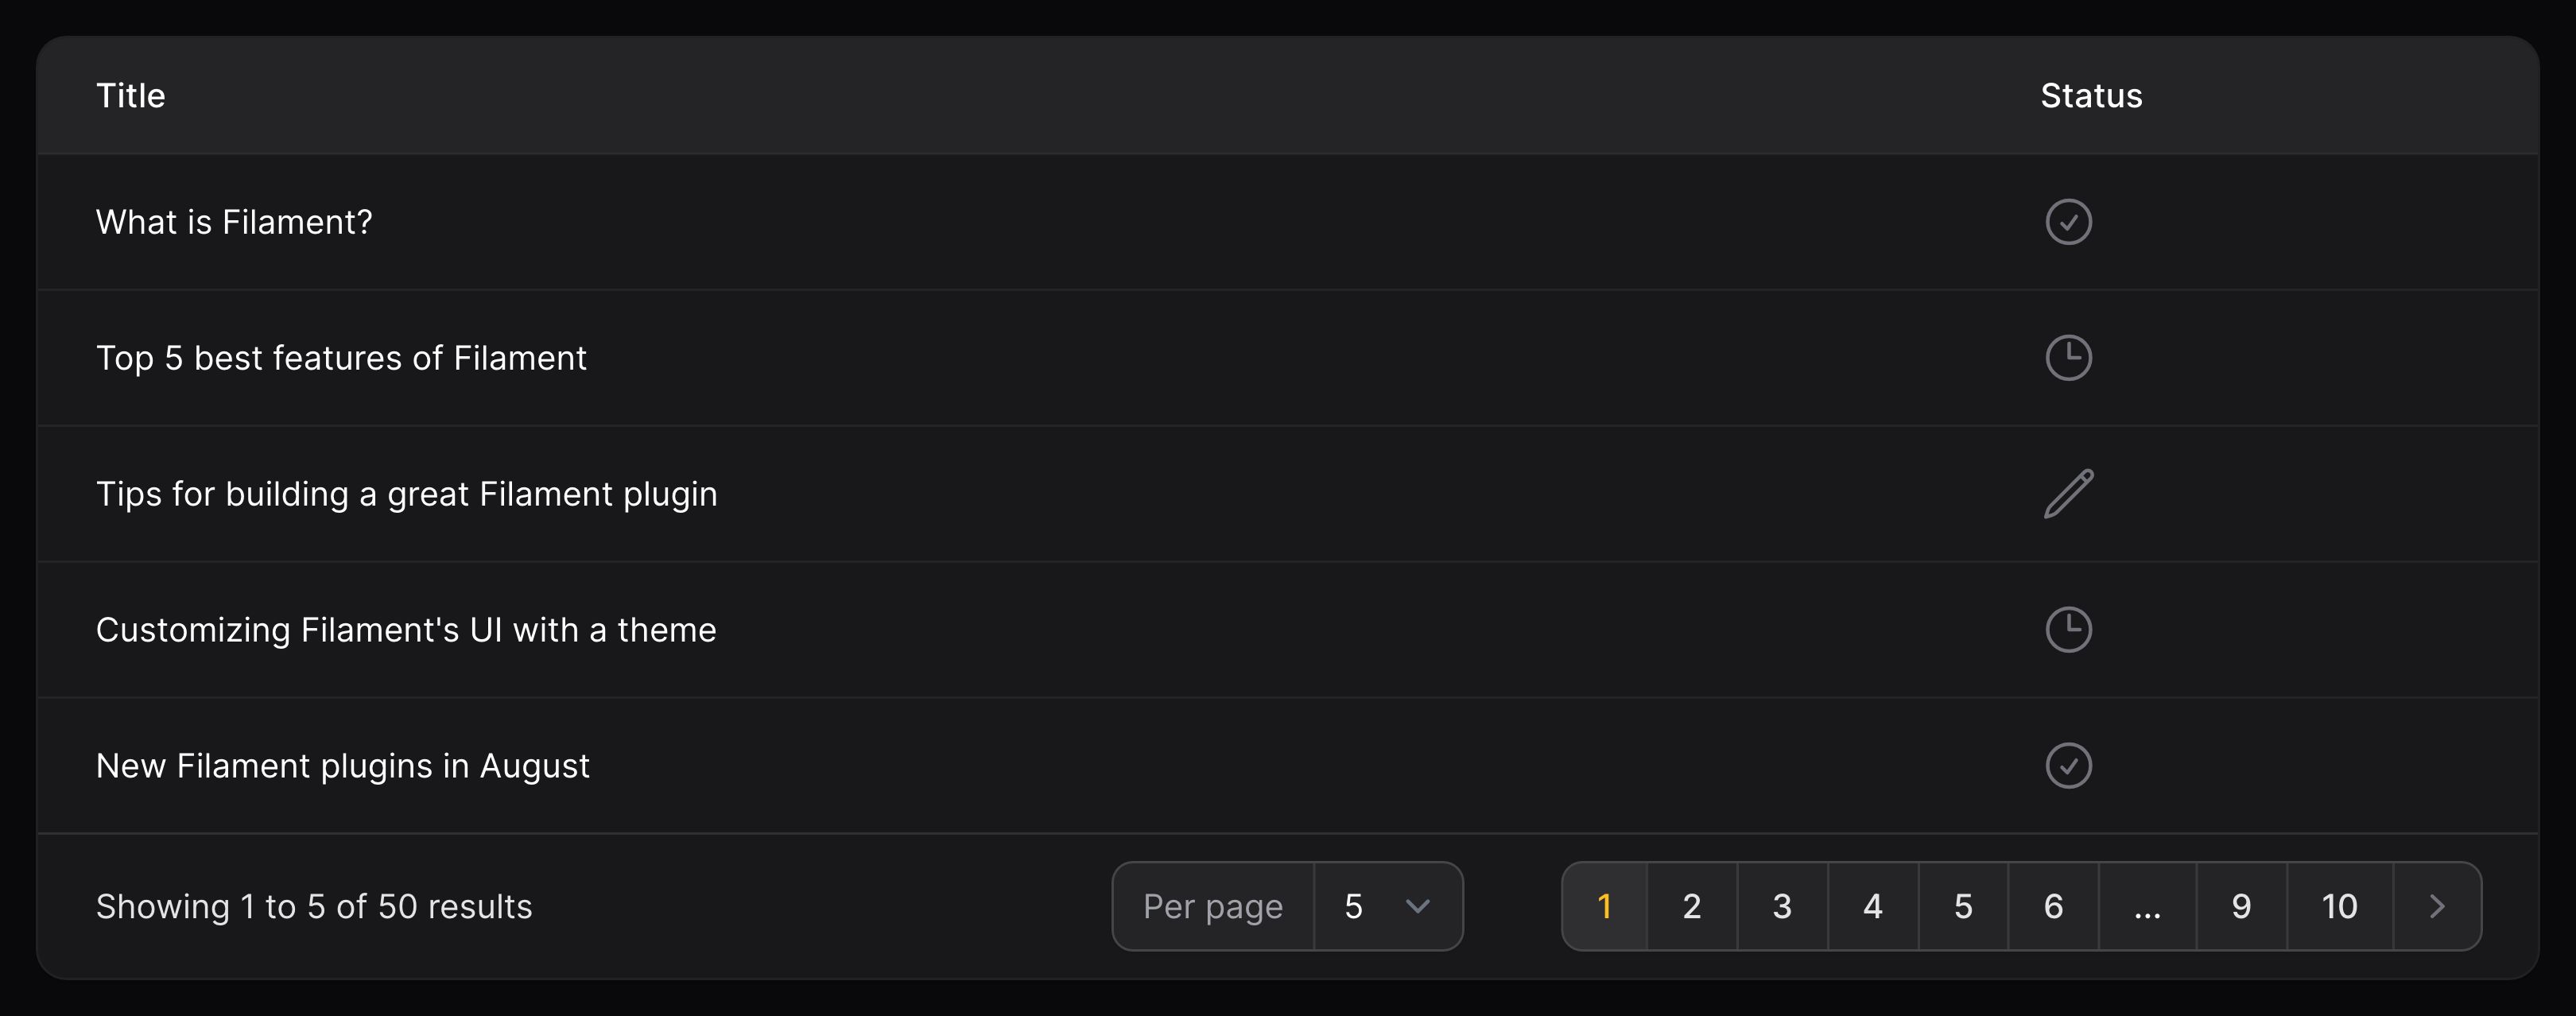 Title Status
What is Filament?
Top 5 best features of Filament
Tips for building a great Filament plugin
Customizing Filament's UI with a theme
New Filament plugins in August
Showing 1 to 5 of 50 results Per page 5 1 2 3 4 5 6 ... 9 10